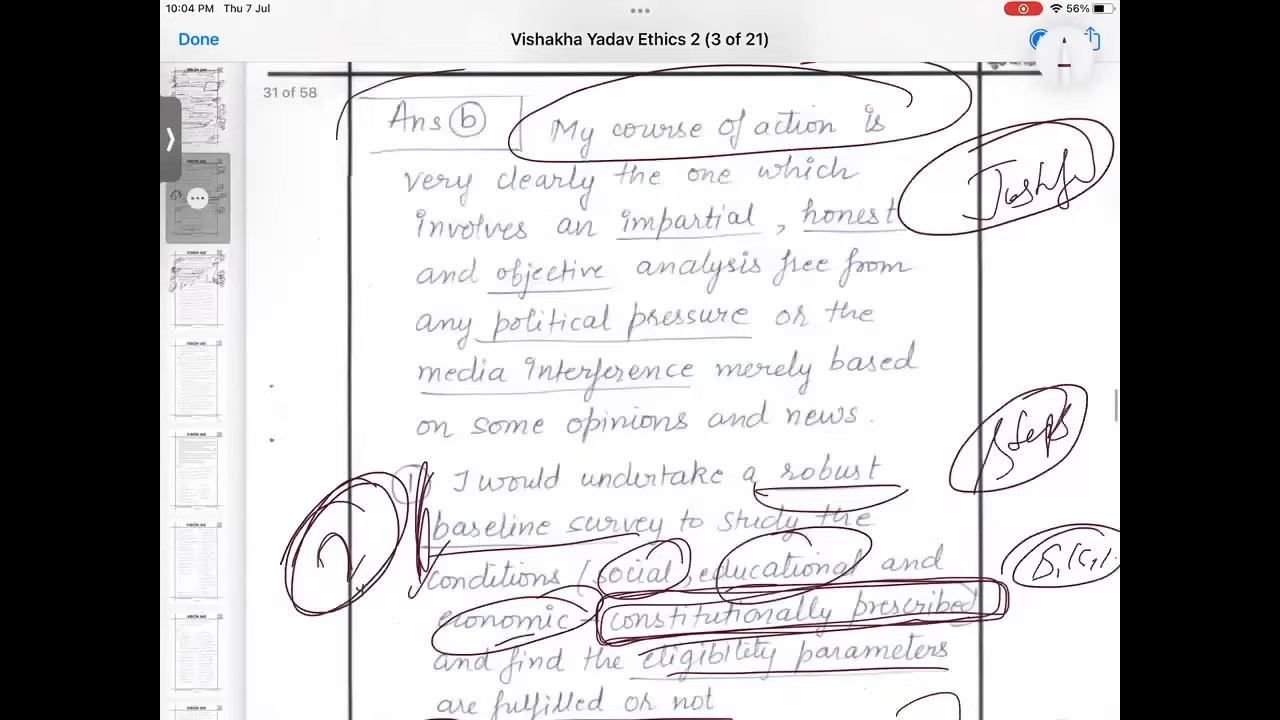 10:04 PM Thu 7 Jul
56%
Done
Vishakha Yadav Ethics 2 (3 of 21)
31 of 58
Ans (b) My course of action is
very clearly the one which
involves an impartial, honest
and objective analysis free from
any political pressure or the
media interference merely based
on some opinions and news.
Steps
(1) I would undertake a robust
baseline survey to study the
conditions (social, educational and
economic - constitutionally prescribed
and find the eligibility parameters
are fulfilled or not